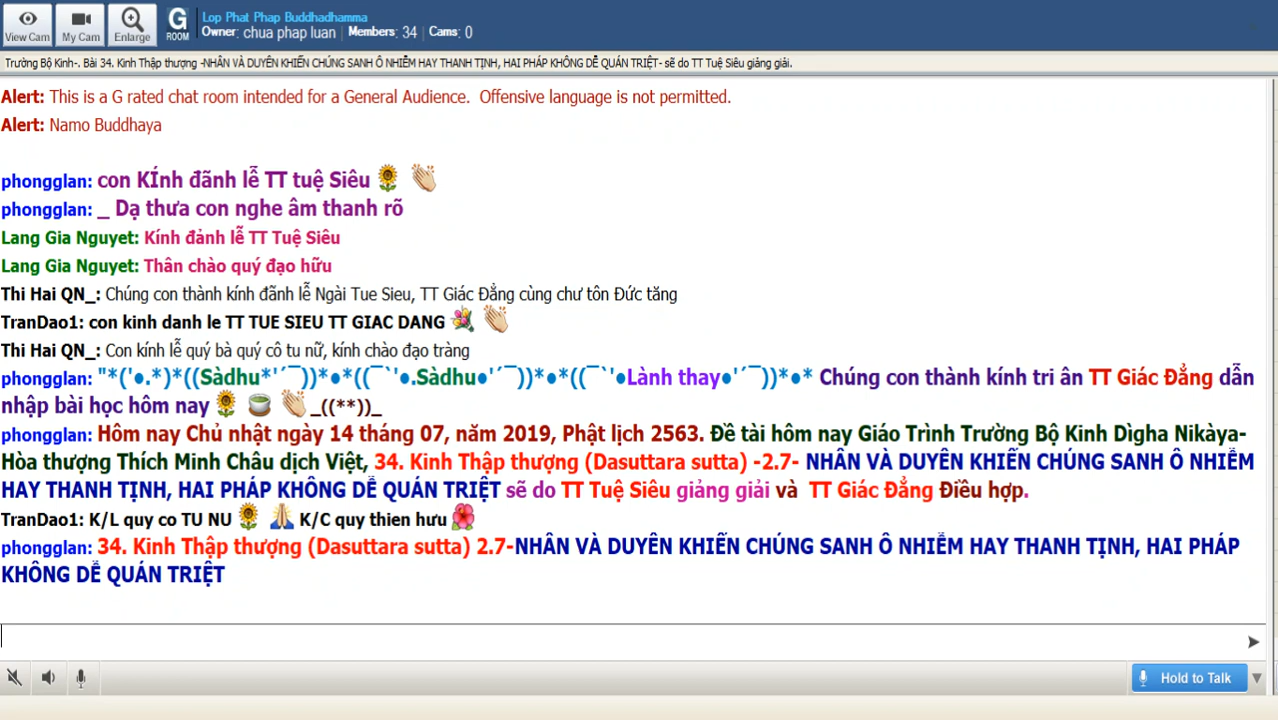 View Cam
My Cam
Enlarge
G
ROOM
Lop Phat Phap Buddhadhamma
Owner: chua phap luan | Members: 34 | Cams: 0
Trường Bộ Kinh-. Bài 34. Kinh Thập thượng -NHÂN VÀ DUYÊN KHIẾN CHÚNG SANH Ô NHIỄM HAY THANH TỊNH, HAI PHÁP KHÔNG DỄ QUÁN TRIỆT- sẽ do TT Tuệ Siêu giảng giải.
Alert: This is a G rated chat room intended for a General Audience.  Offensive language is not permitted.
Alert: Namo Buddhaya
phongglan: con KÍnh đãnh lễ TT tuệ Siêu 🌻 👏
phongglan: _ Dạ thưa con nghe âm thanh rõ
Lang Gia Nguyet: Kính đảnh lễ TT Tuệ Siêu
Lang Gia Nguyet: Thân chào quý đạo hữu
Thi Hai QN_: Chúng con thành kính đãnh lễ Ngài Tue Sieu, TT Giác Đẳng cùng chư tôn Đức tăng
TranDao1: con kinh danh le TT TUE SIEU TT GIAC DANG 💐 👏
Thi Hai QN_: Con kính lễ quý bà quý cô tu nữ, kính chào đạo tràng
phongglan: "*('●.*)*((Sàdhu*'´¯))*●*((¯`'●.Sàdhu●'´¯))*●*((¯`'●Lành thay●'´¯))*●* Chúng con thành kính tri ân TT Giác Đẳng dẫn
nhập bài học hôm nay 🌻 🍵 👏 _((**))_
phongglan: Hôm nay Chủ nhật ngày 14 tháng 07, năm 2019, Phật lịch 2563. Đề tài hôm nay Giáo Trình Trường Bộ Kinh Dìgha Nikàya-
Hòa thượng Thích Minh Châu dịch Việt, 34. Kinh Thập thượng (Dasuttara sutta) -2.7- NHÂN VÀ DUYÊN KHIẾN CHÚNG SANH Ô NHIỄM
HAY THANH TỊNH, HAI PHÁP KHÔNG DỄ QUÁN TRIỆT sẽ do TT Tuệ Siêu giảng giải và  TT Giác Đẳng Điều hợp.
TranDao1: K/L quy co TU NU 🌻 🙏 K/C quy thien hưu 🌺
phongglan: 34. Kinh Thập thượng (Dasuttara sutta) 2.7-NHÂN VÀ DUYÊN KHIẾN CHÚNG SANH Ô NHIỄM HAY THANH TỊNH, HAI PHÁP
KHÔNG DỄ QUÁN TRIỆT
Hold to Talk